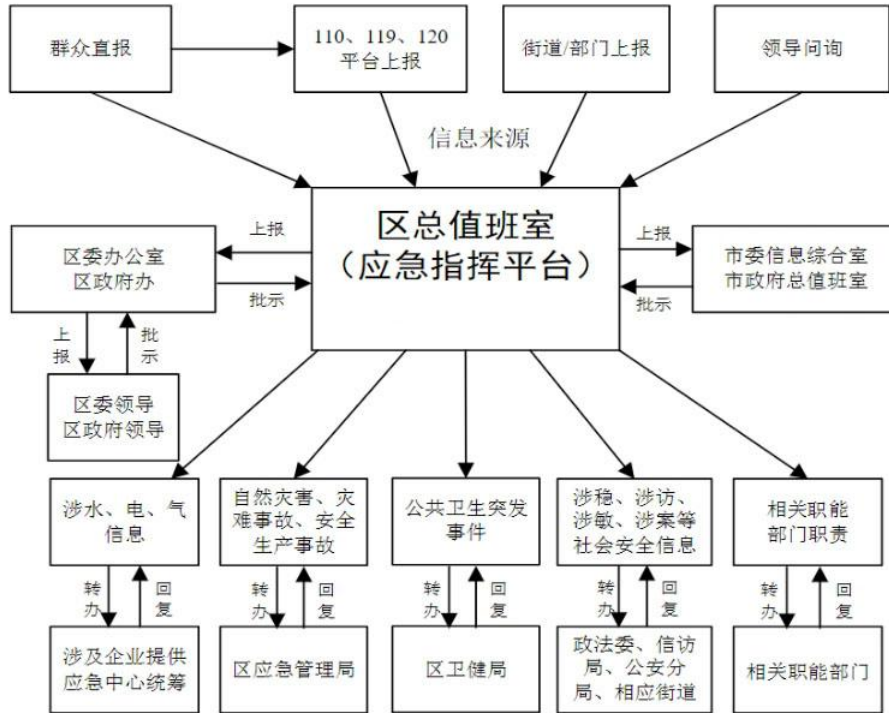 群众直报
110、119、120
平台上报
街道/部门上报
领导问询
信息来源
区总值班室
（应急指挥平台）
上报
批示
区委办公室
区政府办
上报
批示
市委信息综合室
市政府总值班室
上报
批示
区委领导
区政府领导
涉水、电、气
信息
自然灾害、灾
难事故、安全
生产事故
公共卫生突发
事件
涉稳、涉访、
涉敏、涉案等
社会安全信息
相关职能
部门职责
转办
回复
转办
回复
转办
回复
转办
回复
转办
回复
涉及企业提供
应急中心统筹
区应急管理局
区卫健局
政法委、信访
局、公安分
局、相应街道
相关职能部门